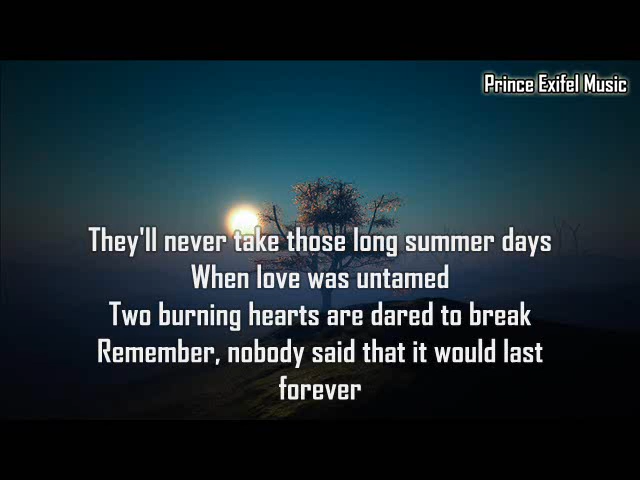 Prince Exifel Music
They'll never take those long summer days
When love was untamed
Two burning hearts are dared to break
Remember, nobody said that it would last
forever